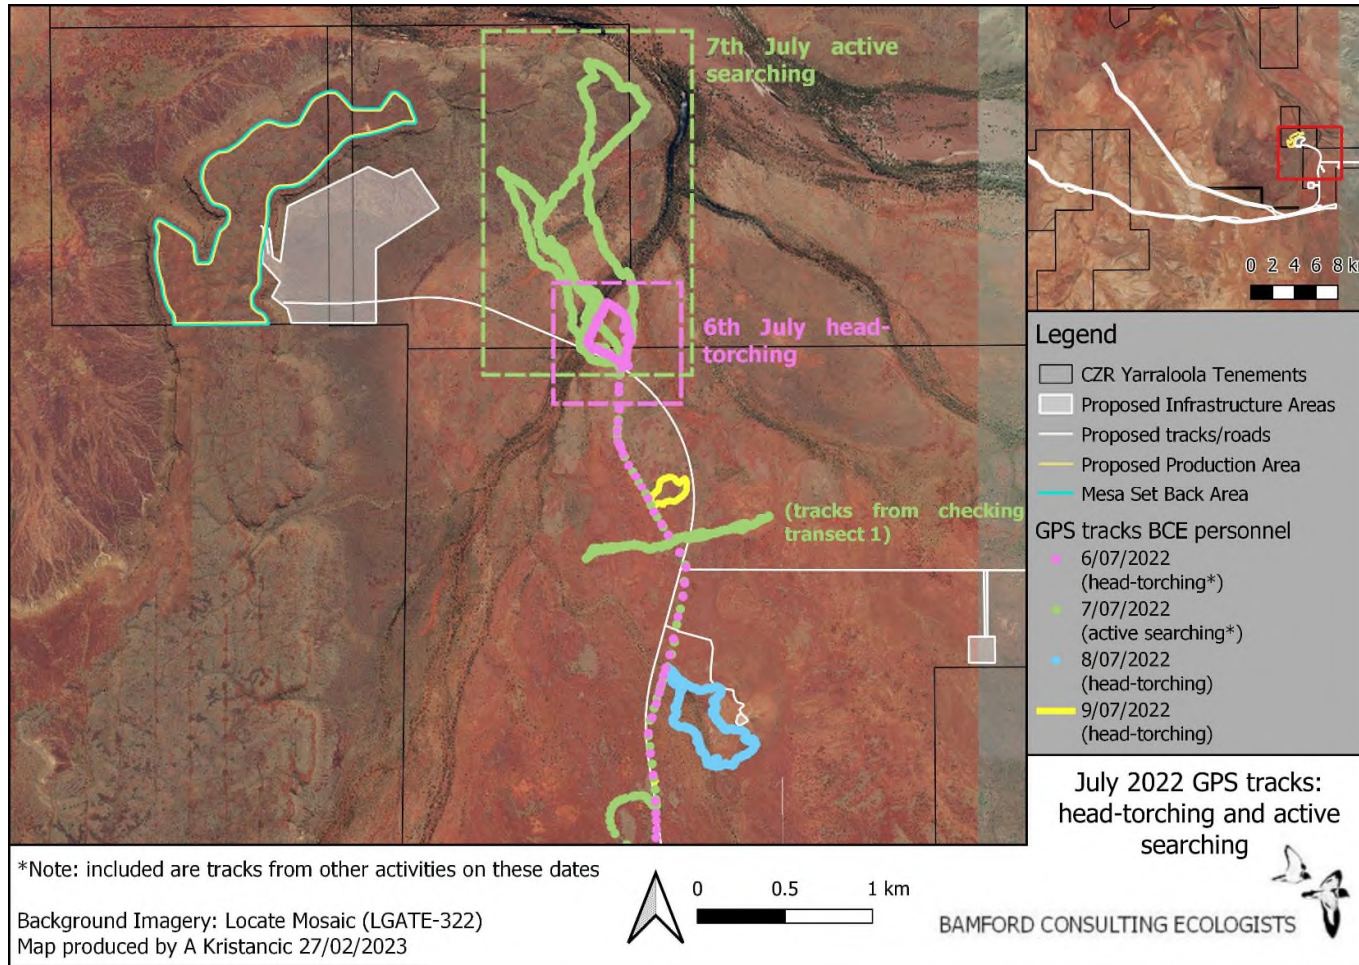 7th July active
searching
6th July head-
torching
(tracks from checking
transect 1)
0 2 4 6 8 km
Legend
CZR Yarraloola Tenements
Proposed Infrastructure Areas
Proposed tracks/roads
Proposed Production Area
Mesa Set Back Area
GPS tracks BCE personnel
6/07/2022
(head-torching*)
7/07/2022
(active searching*)
8/07/2022
(head-torching)
9/07/2022
(head-torching)
July 2022 GPS tracks:
head-torching and active
searching
*Note: included are tracks from other activities on these dates
Background Imagery: Locate Mosaic (LGATE-322)
Map produced by A Kristancic 27/02/2023
0 0.5 1 km
BAMFORD CONSULTING ECOLOGISTS